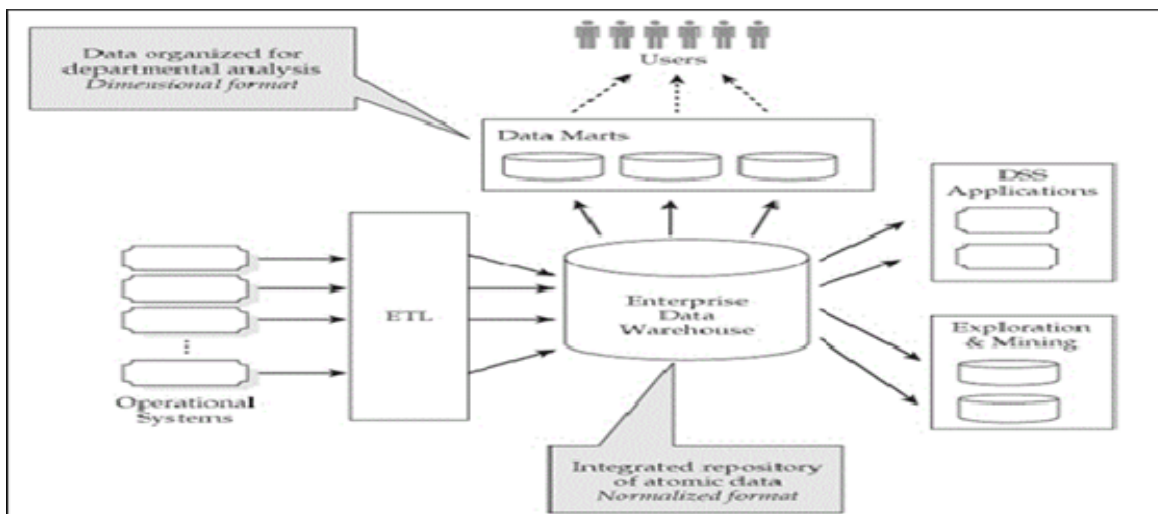 Data organized for
departmental analysis
Dimensional format
Users
Data Marts
DSS
Applications
ETL
Enterprise
Data
Warehouse
Exploration
& Mining
Operational
Systems
Integrated repository
of atomic data
Normalized format